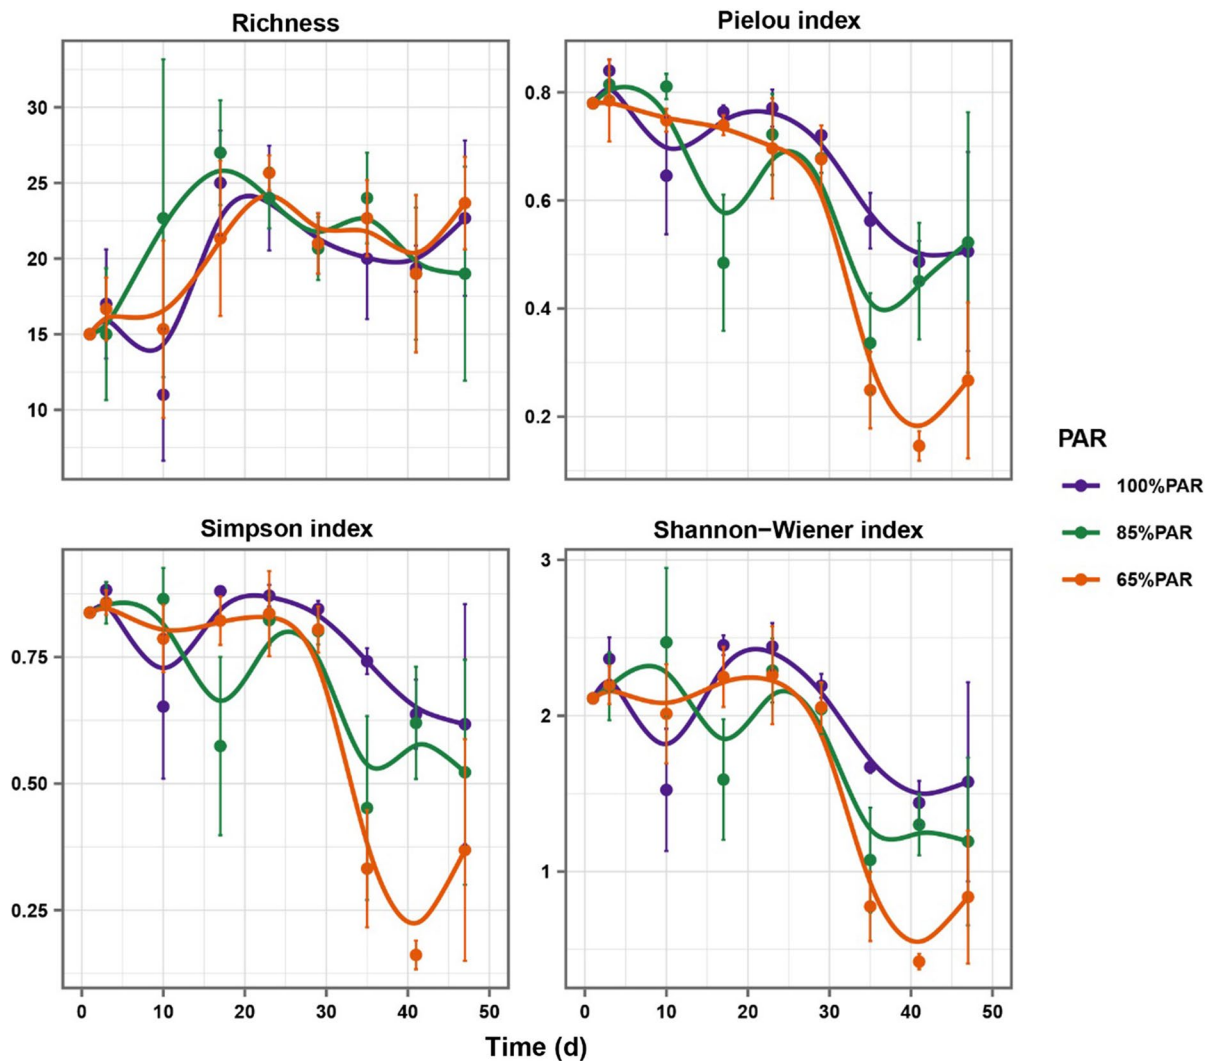 Richness
Pielou index
30
25
20
15
10
0.8
0.6
0.4
0.2
PAR
100%PAR
85%PAR
65%PAR
Simpson index
Shannon−Wiener index
0.75
0.50
0.25
3
2
1
0 10 20 30 40 50
0 10 20 30 40 50
Time (d)